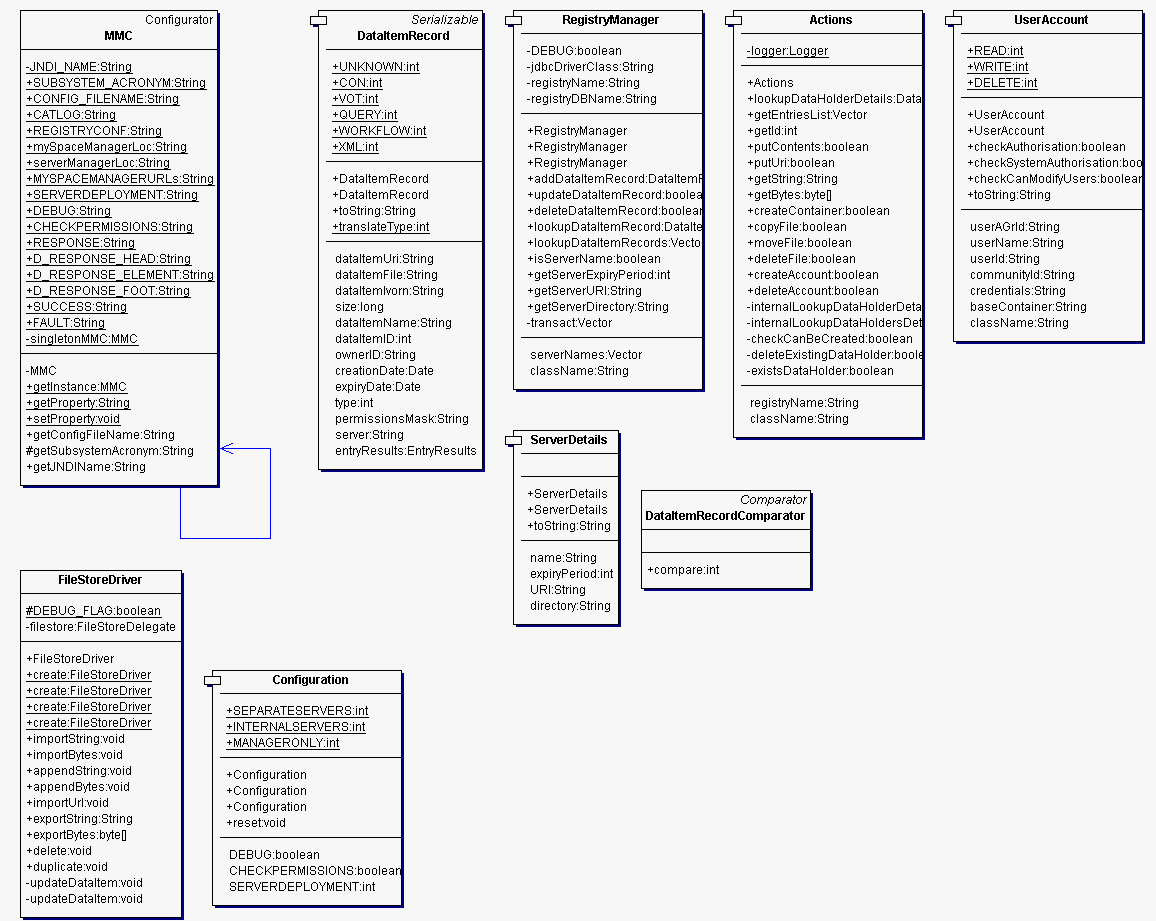 Configurator
MMC
-JNDI_NAME:String
+SUBSYSTEM_ACRONYM:String
+CONFIG_FILENAME:String
+CATLOG:String
+REGISTRYCONF:String
+mySpaceManagerLoc:String
+serverManagerLoc:String
+MYSPACEMANAGERURLs:String
+SERVERDEPLOYMENT:String
+DEBUG:String
+CHECKPERMISSIONS:String
+RESPONSE:String
+D_RESPONSE_HEAD:String
+D_RESPONSE_ELEMENT:String
+D_RESPONSE_FOOT:String
+SUCCESS:String
+FAULT:String
-singletonMMC:MMC
-MMC
+getInstance:MMC
+getProperty:String
+setProperty:void
+getConfigFileName:String
#getSubsystemAcronym:String
+getJNDIName:String
Serializable
DataItemRecord
+UNKNOWN:int
+CON:int
+VOT:int
+QUERY:int
+WORKFLOW:int
+XML:int
+DataItemRecord
+DataItemRecord
+toString:String
+translateType:int
dataItemUri:String
dataItemFile:String
dataItemIvorn:String
size:long
dataItemName:String
dataItemID:int
ownerID:String
creationDate:Date
expiryDate:Date
type:int
permissionsMask:String
server:String
entryResults:EntryResults
RegistryManager
-DEBUG:boolean
-jdbcDriverClass:String
-registryName:String
-registryDBName:String
+RegistryManager
+RegistryManager
+RegistryManager
+addDataItemRecord:DataItemR
+updateDataItemRecord:boolea
+deleteDataItemRecord:boolean
+lookupDataItemRecord:DataIte
+lookupDataItemRecords:Vecto
+isServerName:boolean
+getServerExpiryPeriod:int
+getServerURI:String
+getServerDirectory:String
-transact:Vector
serverNames:Vector
className:String
Actions
-logger:Logger
+Actions
+lookupDataHolderDetails:Data
+getEntriesList:Vector
+getId:int
+putContents:boolean
+putUri:boolean
+getString:String
+getBytes:byte[]
+createContainer:boolean
+copyFile:boolean
+moveFile:boolean
+deleteFile:boolean
+createAccount:boolean
+deleteAccount:boolean
-internalLookupDataHolderDeta
-internalLookupDataHoldersDet
-checkCanBeCreated:boolean
-deleteExistingDataHolder:boole
-existsDataHolder:boolean
registryName:String
className:String
UserAccount
+READ:int
+WRITE:int
+DELETE:int
+UserAccount
+UserAccount
+checkAuthorisation:boolean
+checkSystemAuthorisation:boo
+checkCanModifyUsers:boolean
+toString:String
userAGrId:String
userName:String
userId:String
communityId:String
credentials:String
baseContainer:String
className:String
ServerDetails
+ServerDetails
+ServerDetails
+toString:String
name:String
expiryPeriod:int
URI:String
directory:String
Comparator
DataItemRecordComparator
+compare:int
FileStoreDriver
#DEBUG_FLAG:boolean
-filestore:FileStoreDelegate
+FileStoreDriver
+create:FileStoreDriver
+create:FileStoreDriver
+create:FileStoreDriver
+create:FileStoreDriver
+importString:void
+importBytes:void
+appendString:void
+appendBytes:void
+importUrl:void
+exportString:String
+exportBytes:byte[]
+delete:void
+duplicate:void
-updateDataItem:void
-updateDataItem:void
Configuration
+SEPARATESERVERS:int
+INTERNALSERVERS:int
+MANAGERONLY:int
+Configuration
+Configuration
+Configuration
+reset:void
DEBUG:boolean
CHECKPERMISSIONS:boolean
SERVERDEPLOYMENT:int